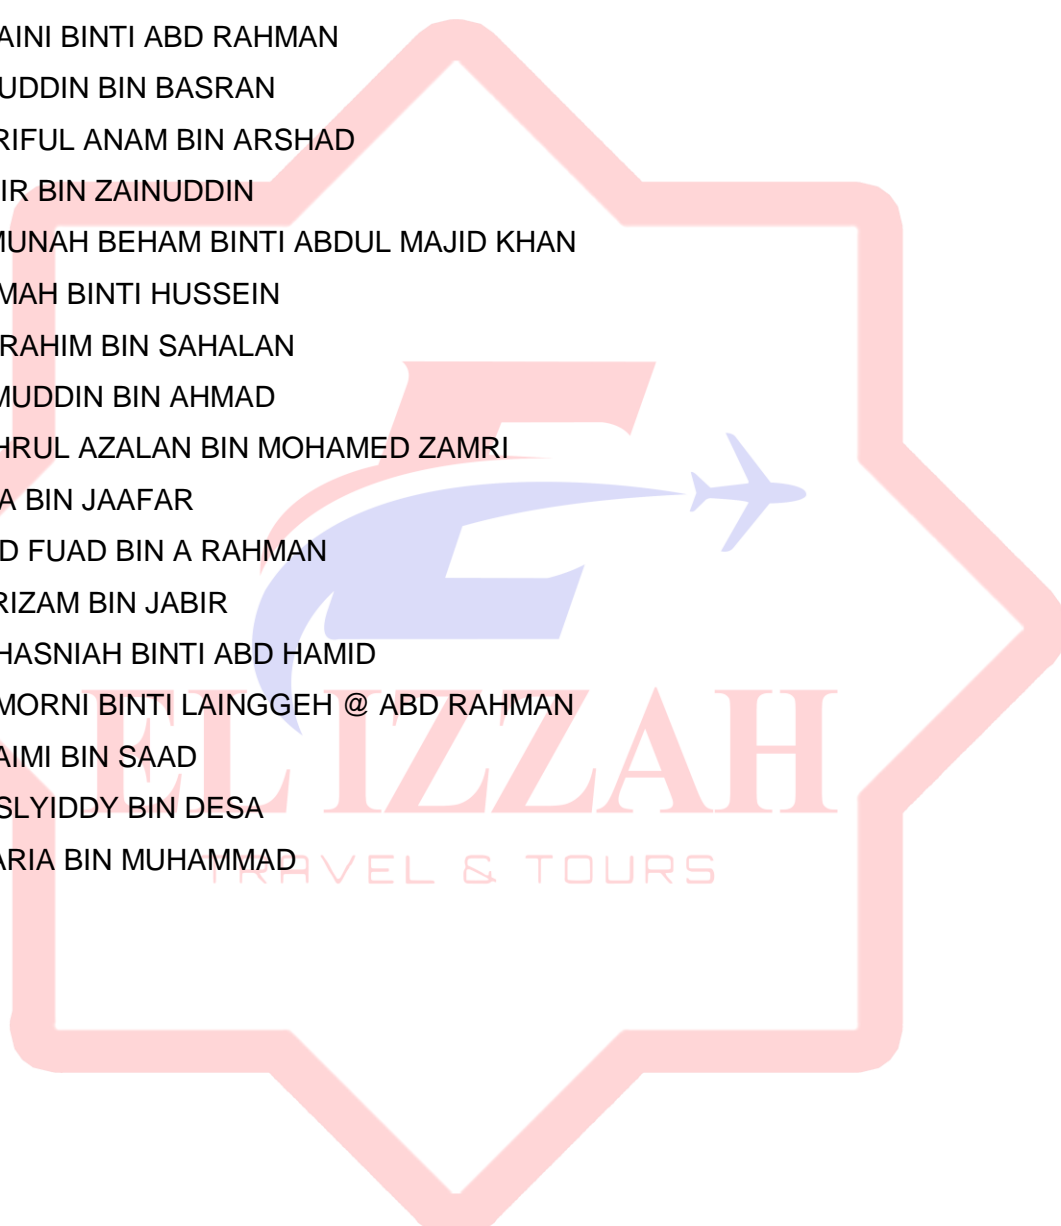 AINI BINTI ABD RAHMAN
UDDIN BIN BASRAN
RIFUL ANAM BIN ARSHAD
IR BIN ZAINUDDIN
MUNAH BEHAM BINTI ABDUL MAJID KHAN
MAH BINTI HUSSEIN
RAHIM BIN SAHALAN
MUDDIN BIN AHMAD
HRUL AZALAN BIN MOHAMED ZAMRI
A BIN JAAFAR
D FUAD BIN A RAHMAN
RIZAM BIN JABIR
HASNIAH BINTI ABD HAMID
MORNI BINTI LAINGGEH @ ABD RAHMAN
AIMI BIN SAAD
SLYIDDY BIN DESA
ARIA BIN MUHAMMAD
EL IZZAH
TRAVEL & TOURS